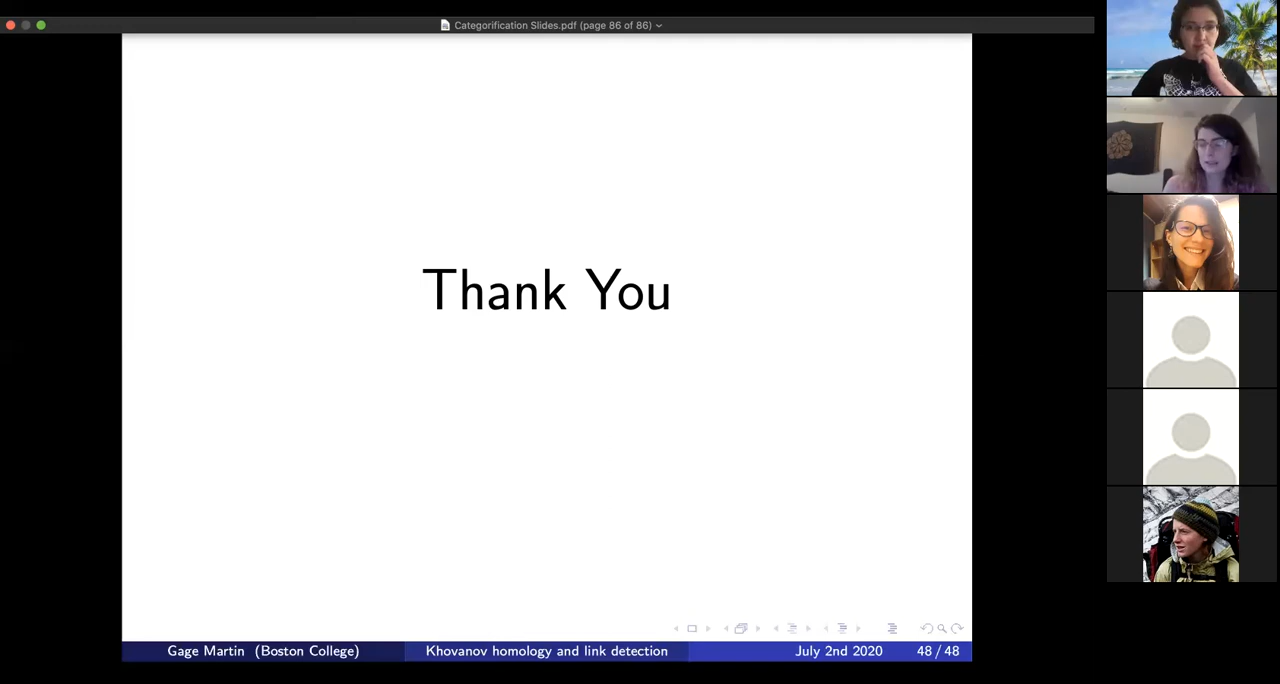 Categorification Slides.pdf (page 86 of 86)
Thank You
Gage Martin (Boston College)
Khovanov homology and link detection
July 2nd 2020
48 / 48